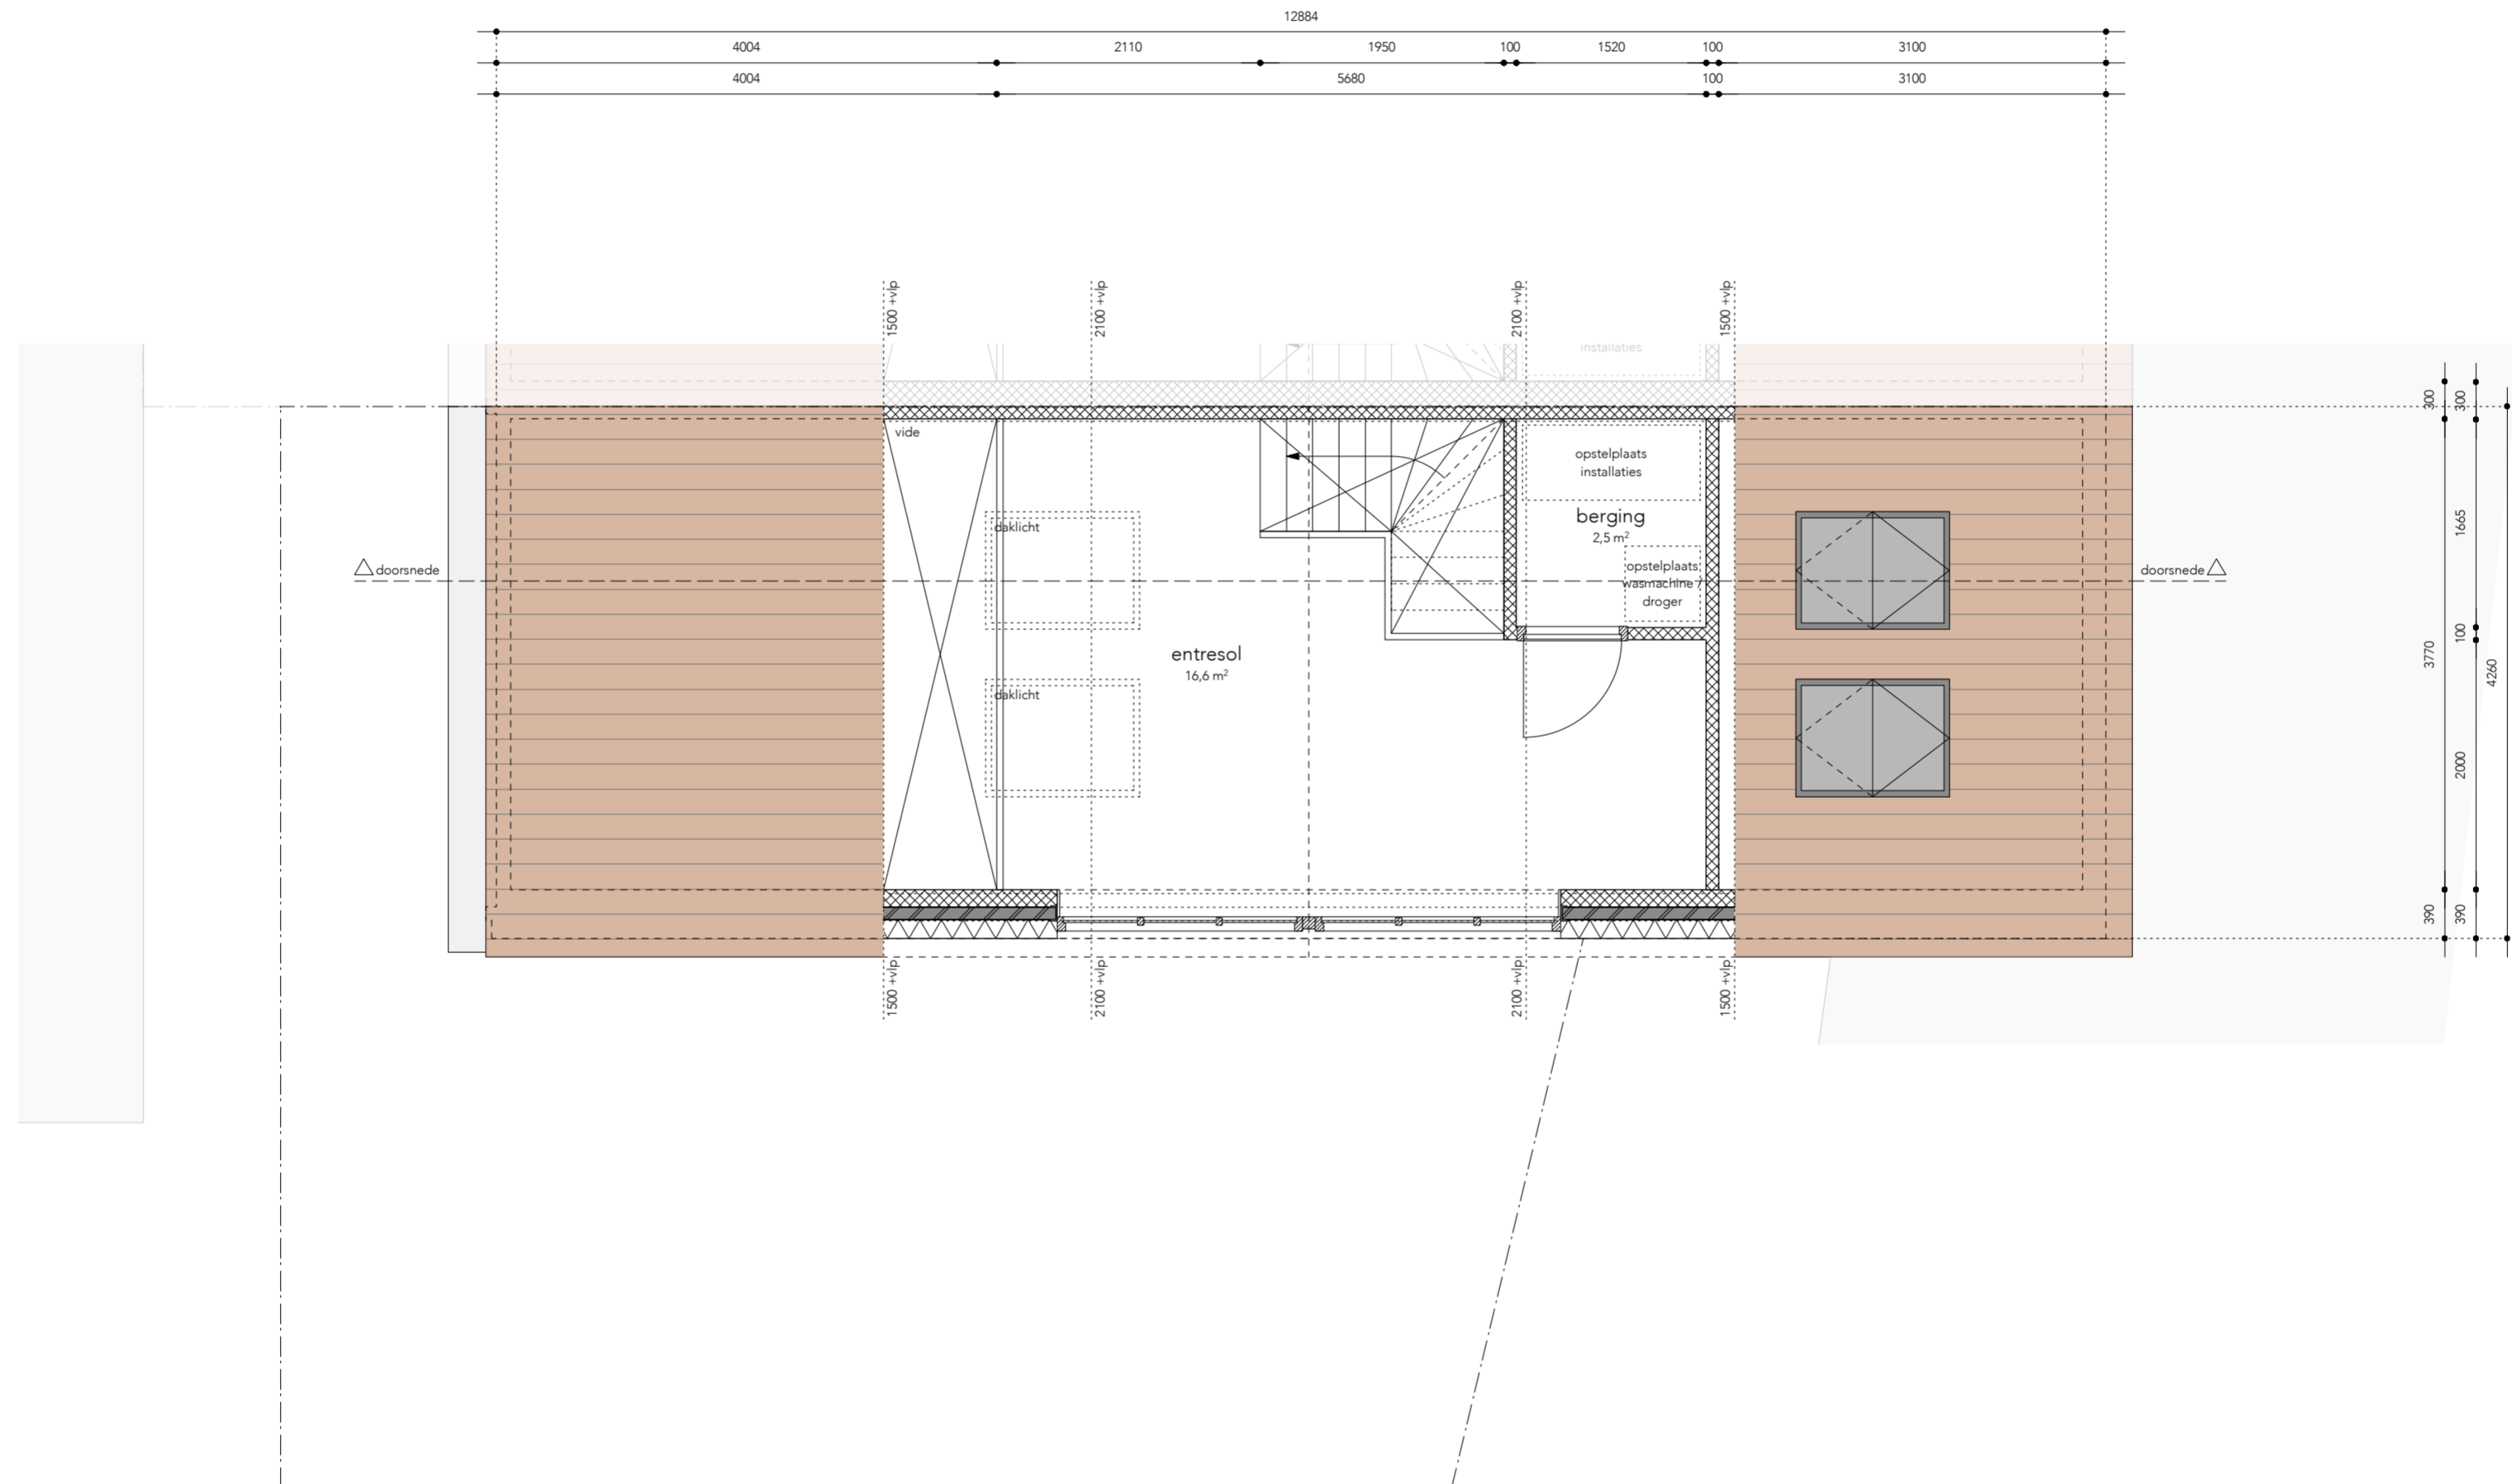 12884
4004 2110 1950 100 1520 100 3100
4004 5680 100 3100
1500 +vlp
2100 +vlp
2100 +vlp
1500 +vlp
installaties
vide
opstelplaats
installaties
berging
2,5 m²
opstelplaats
wasmachine /
droger
daklicht
doorsnede
doorsnede
entresol
16,6 m²
daklicht
300
300
1665
100
3770
4260
2000
390
390
1500 +vlp
2100 +vlp
2100 +vlp
1500 +vlp